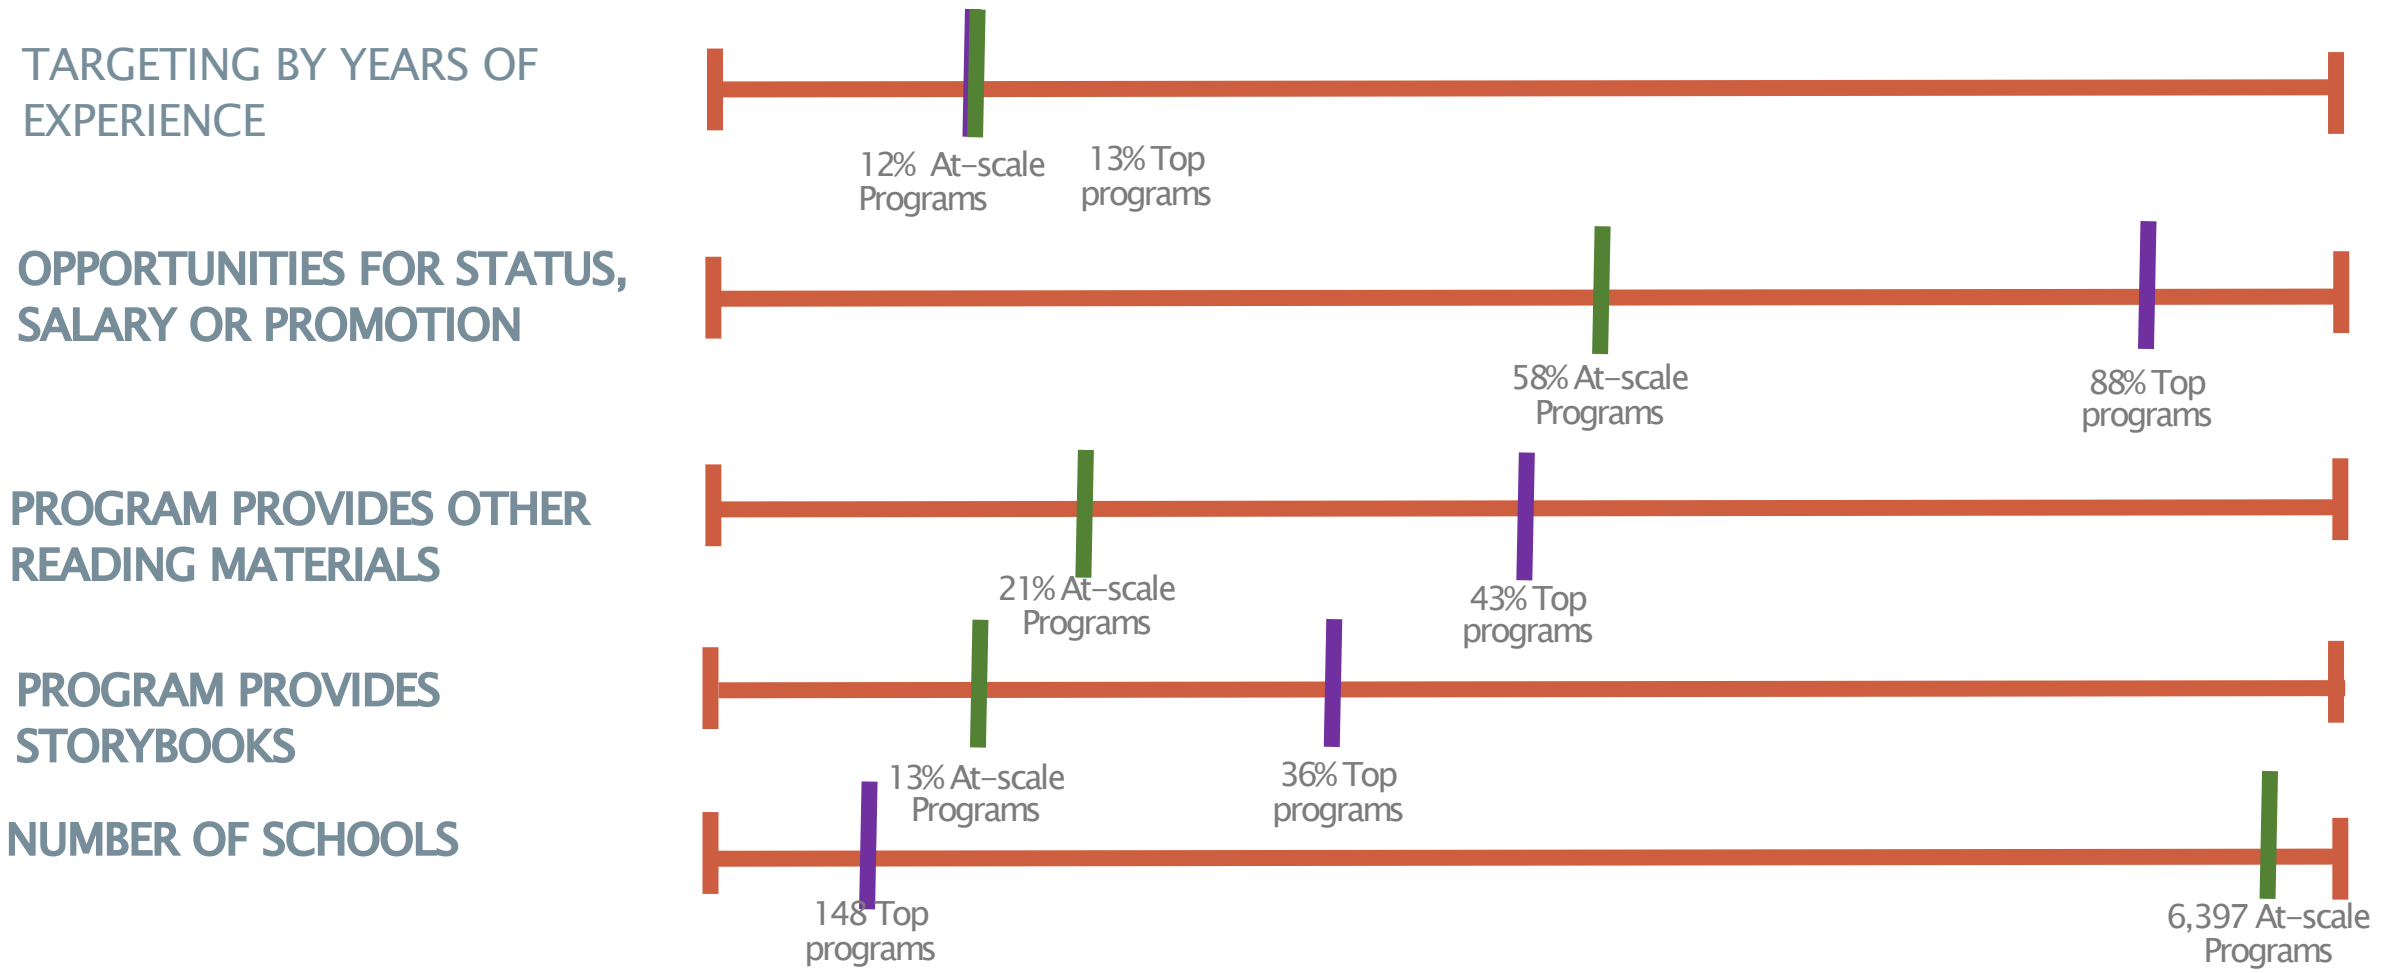 TARGETING BY YEARS OF
EXPERIENCE
12% At-scale
Programs
13% Top
programs
OPPORTUNITIES FOR STATUS,
SALARY OR PROMOTION
58% At-scale
Programs
88% Top
programs
PROGRAM PROVIDES OTHER
READING MATERIALS
21% At-scale
Programs
43% Top
programs
PROGRAM PROVIDES
STORYBOOKS
13% At-scale
Programs
36% Top
programs
NUMBER OF SCHOOLS
148 Top
programs
6,397 At-scale
Programs